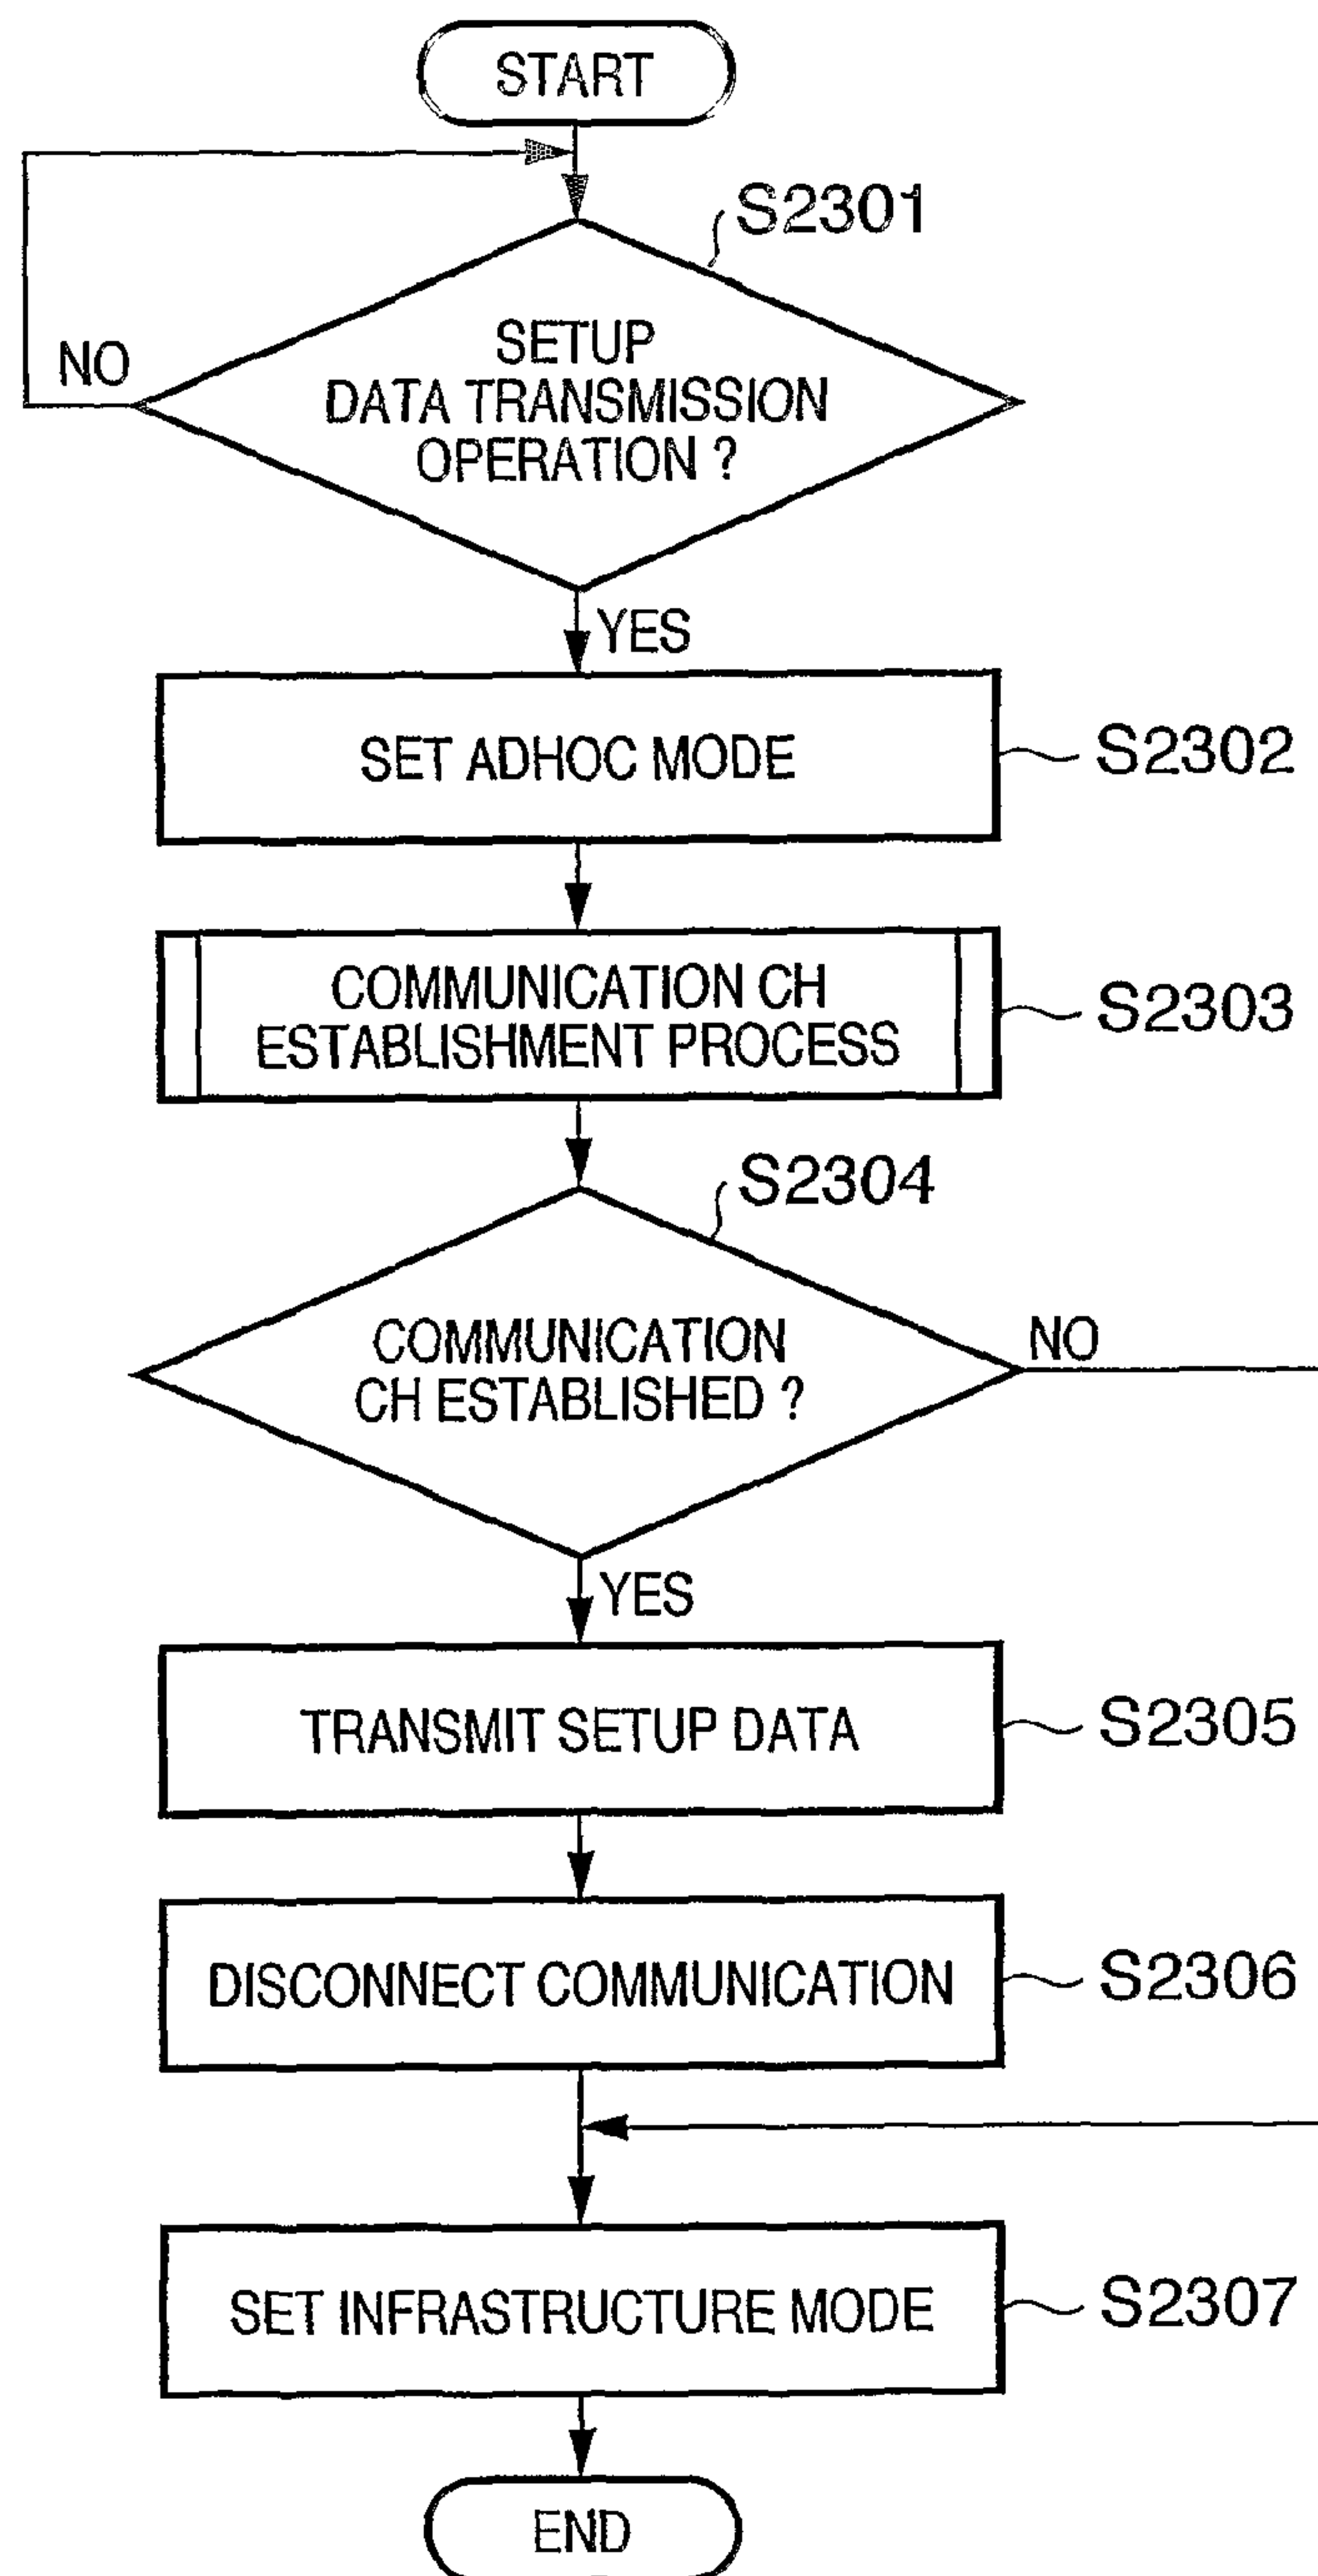 START
S2301
SETUP
DATA TRANSMISSION
OPERATION ?
NO
YES
SET ADHOC MODE
S2302
COMMUNICATION CH
ESTABLISHMENT PROCESS
S2303
S2304
COMMUNICATION
CH ESTABLISHED ?
NO
YES
TRANSMIT SETUP DATA
S2305
DISCONNECT COMMUNICATION
S2306
SET INFRASTRUCTURE MODE
S2307
END